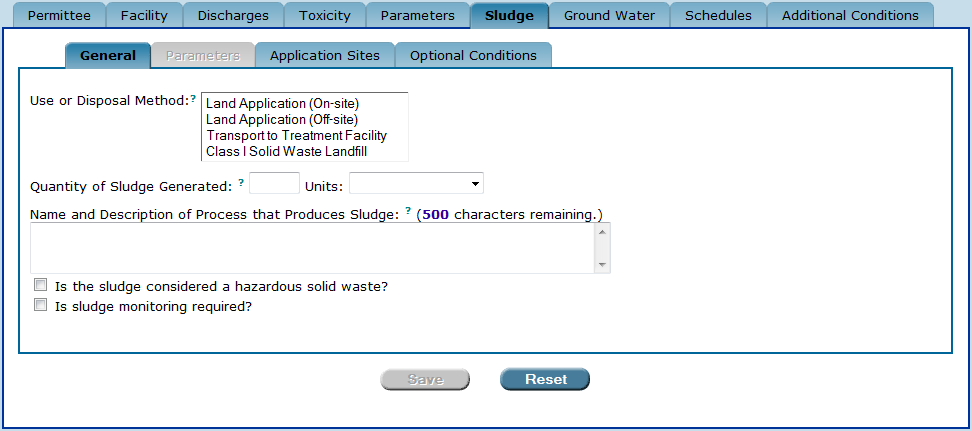 Permittee Facility Discharges Toxicity Parameters Sludge Ground Water Schedules Additional Conditions
General Parameters Application Sites Optional Conditions
Use or Disposal Method:?
Land Application (On-site)
Land Application (Off-site)
Transport to Treatment Facility
Class I Solid Waste Landfill
Quantity of Sludge Generated: ? Units:
Name and Description of Process that Produces Sludge: ? (500 characters remaining.)
Is the sludge considered a hazardous solid waste?
Is sludge monitoring required?
Save Reset